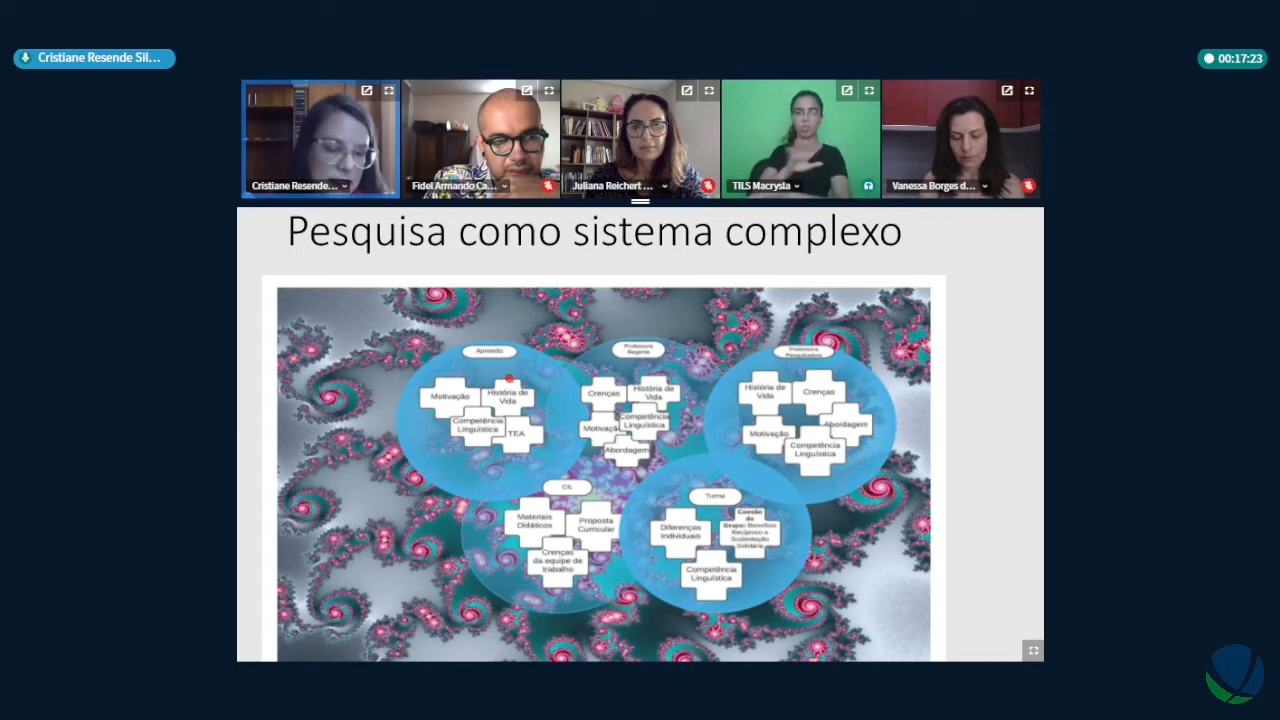 Cristiane Resende Sil...
00:17:23
Cristiane Resende...
Fidel Armando Ca...
Juliana Reichert ...
TILS Macrysla
Vanessa Borges d...
Pesquisa como sistema complexo
Aprendiz
Motivação
História de
Vida
Competência
Linguística
TEA
Professora
Regente
Crenças
História de
Vida
Motivação
Competência
Linguística
Abordagem
Professora
Pesquisadora
História de
Vida
Crenças
Motivação
Abordagem
Competência
Linguística
CIL
Materiais
Didáticos
Proposta
Curricular
Crenças
da equipe de
trabalho
Turma
Diferenças
Individuais
Coesão
de
Grupo: Benefício
Recíproco e
Sustentação
Solidária
Competência
Linguística